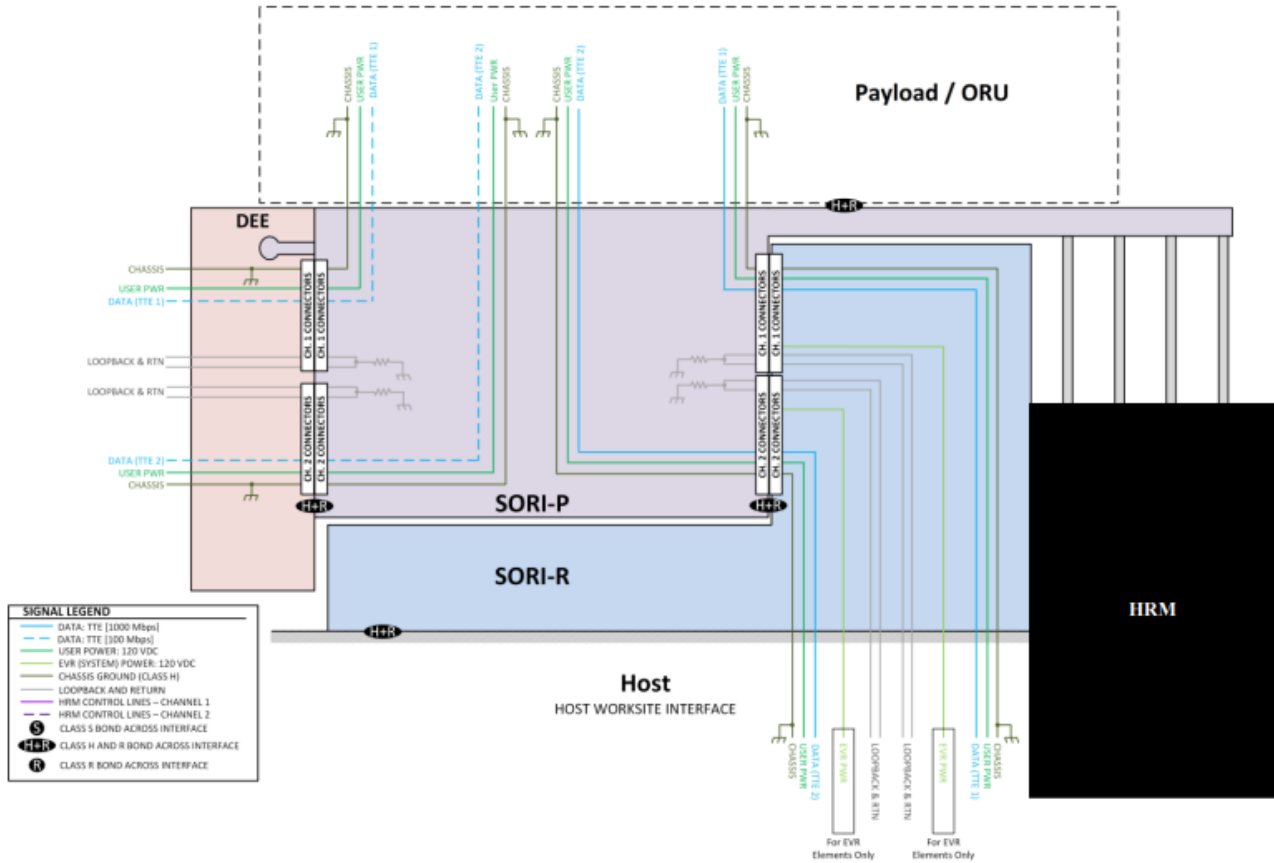 CHASSIS
USER PWR
DATA (TTE 1)
DATA (TTE 2)
User PWR
CHASSIS
CHASSIS
USER PWR
DATA (TTE 2)
DATA (TTE 1)
USER PWR
CHASSIS
Payload / ORU
H+R
DEE
CHASSIS
USER PWR
DATA (TTE 1)
LOOPBACK & RTN
LOOPBACK & RTN
DATA (TTE 2)
USER PWR
CHASSIS
CH. 1 CONNECTORS
CH. 1 CONNECTORS
CH. 2 CONNECTORS
CH. 2 CONNECTORS
H+R
CH. 1 CONNECTORS
CH. 1 CONNECTORS
CH. 2 CONNECTORS
CH. 2 CONNECTORS
H+R
SORI-P
SORI-R
HRM
H+R
SIGNAL LEGEND
DATA: TTE [1000 Mbps]
DATA: TTE [100 Mbps]
USER POWER: 120 VDC
EVR (SYSTEM) POWER: 120 VDC
CHASSIS GROUND (CLASS H)
LOOPBACK AND RETURN
HRM CONTROL LINES – CHANNEL 1
HRM CONTROL LINES – CHANNEL 2
S CLASS S BOND ACROSS INTERFACE
H+R CLASS H AND R BOND ACROSS INTERFACE
R CLASS R BOND ACROSS INTERFACE
Host
HOST WORKSITE INTERFACE
CHASSIS
USER PWR
DATA (TTE 2)
EVR PWR
LOOPBACK & RTN
LOOPBACK & RTN
EVR PWR
DATA (TTE 1)
USER PWR
CHASSIS
For EVR
Elements Only
For EVR
Elements Only